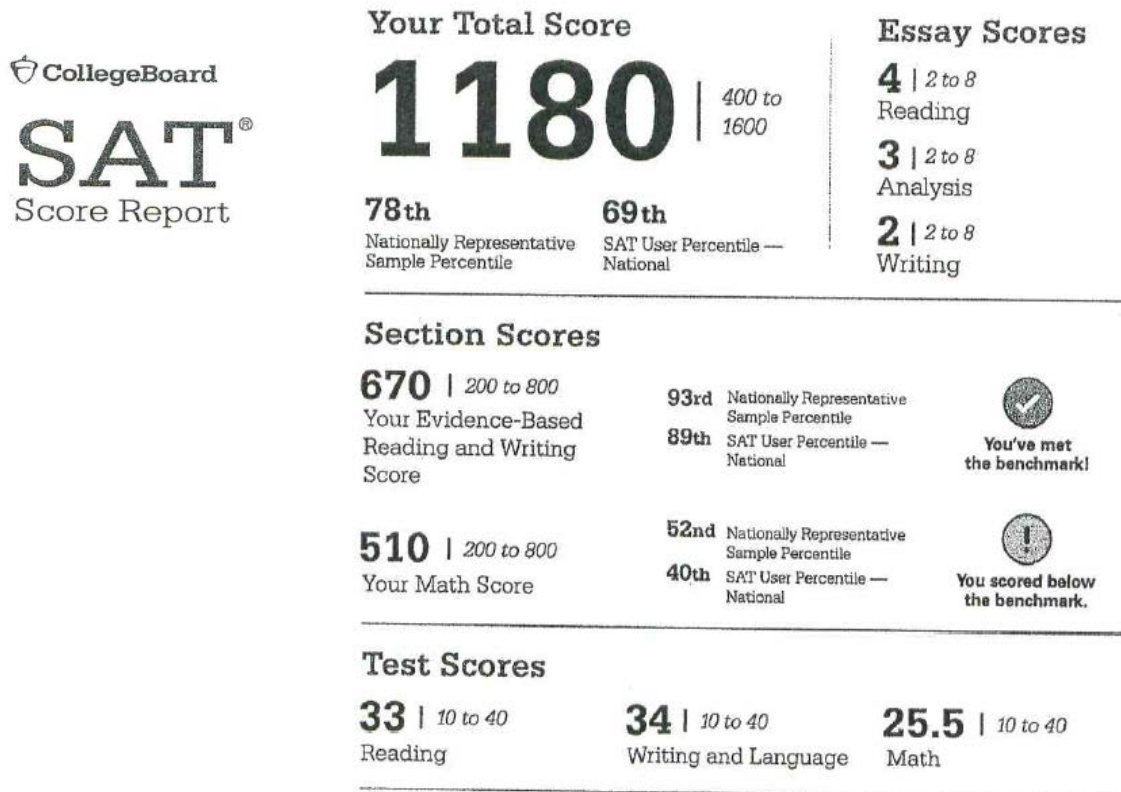 CollegeBoard
SAT®
Score Report
Your Total Score
1180 | 400 to
1600
78th
Nationally Representative
Sample Percentile
69th
SAT User Percentile —
National
Essay Scores
4 | 2 to 8
Reading
3 | 2 to 8
Analysis
2 | 2 to 8
Writing
Section Scores
670 | 200 to 800
Your Evidence-Based
Reading and Writing
Score
93rd Nationally Representative
Sample Percentile
89th SAT User Percentile —
National
You've met
the benchmark!
510 | 200 to 800
Your Math Score
52nd Nationally Representative
Sample Percentile
40th SAT User Percentile —
National
!
You scored below
the benchmark.
Test Scores
33 | 10 to 40
Reading
34 | 10 to 40
Writing and Language
25.5 | 10 to 40
Math